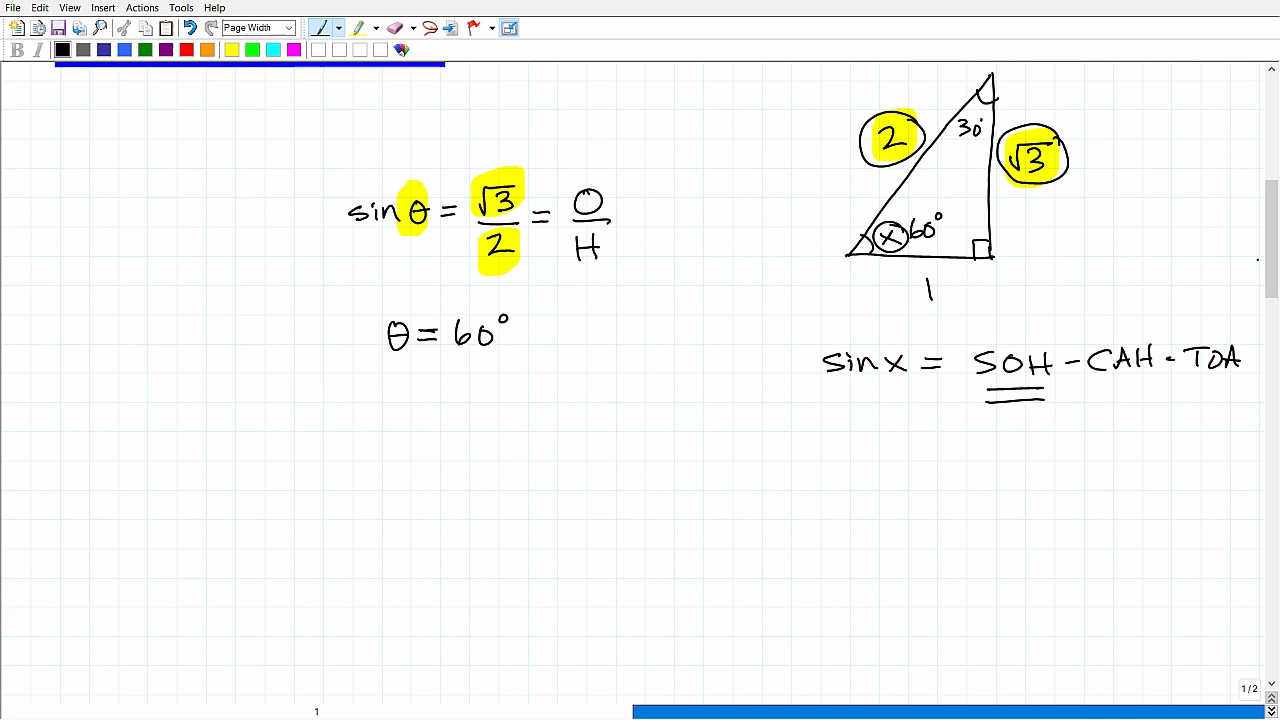 File Edit View Insert Actions Tools Help
Page Width
B I
2
30°
√3
sin θ = √3/2 = O/H
x 60°
1
θ = 60°
sin x = SOH - CAH - TOA
1/2
1